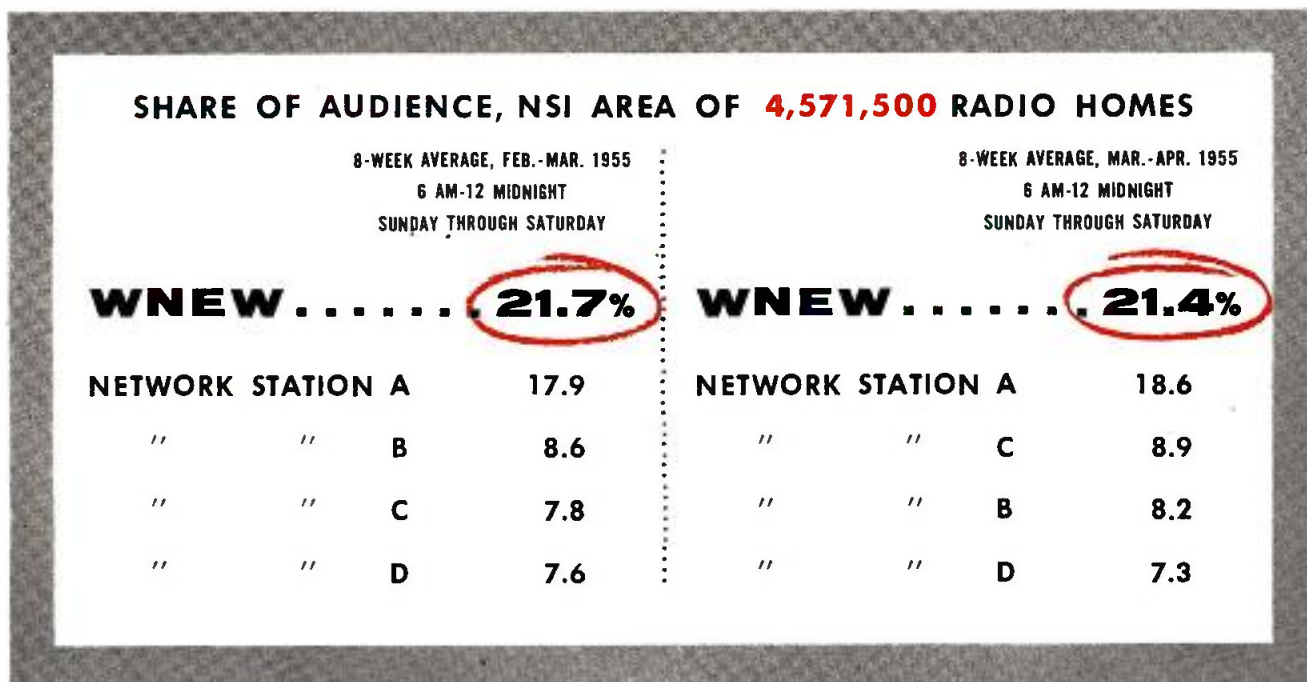 SHARE OF AUDIENCE, NSI AREA OF 4,571,500 RADIO HOMES
8-WEEK AVERAGE, FEB.-MAR. 1955
6 AM-12 MIDNIGHT
SUNDAY THROUGH SATURDAY
WNEW....... 21.7%
NETWORK STATION A 17.9
" " B 8.6
" " C 7.8
" " D 7.6
8-WEEK AVERAGE, MAR.-APR. 1955
6 AM-12 MIDNIGHT
SUNDAY THROUGH SATURDAY
WNEW....... 21.4%
NETWORK STATION A 18.6
" " C 8.9
" " B 8.2
" " D 7.3